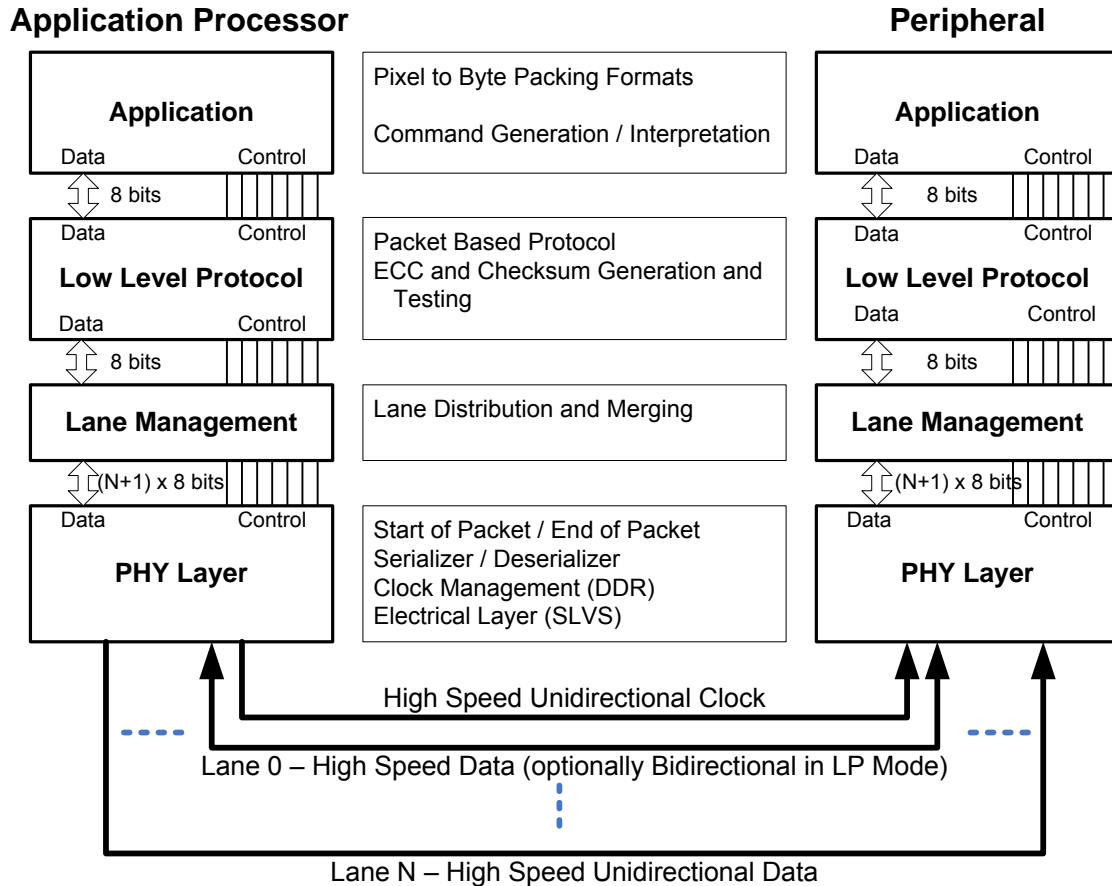 Application Processor
Peripheral
Application
Data
Control
8 bits
Data
Control
Low Level Protocol
Data
Control
8 bits
Lane Management
(N+1) x 8 bits
Data
Control
PHY Layer
Pixel to Byte Packing Formats
Command Generation / Interpretation
Packet Based Protocol
ECC and Checksum Generation and
Testing
Lane Distribution and Merging
Start of Packet / End of Packet
Serializer / Deserializer
Clock Management (DDR)
Electrical Layer (SLVS)
Application
Data
Control
8 bits
Data
Control
Low Level Protocol
Data
Control
8 bits
Lane Management
(N+1) x 8 bits
Data
Control
PHY Layer
High Speed Unidirectional Clock
Lane 0 – High Speed Data (optionally Bidirectional in LP Mode)
Lane N – High Speed Unidirectional Data